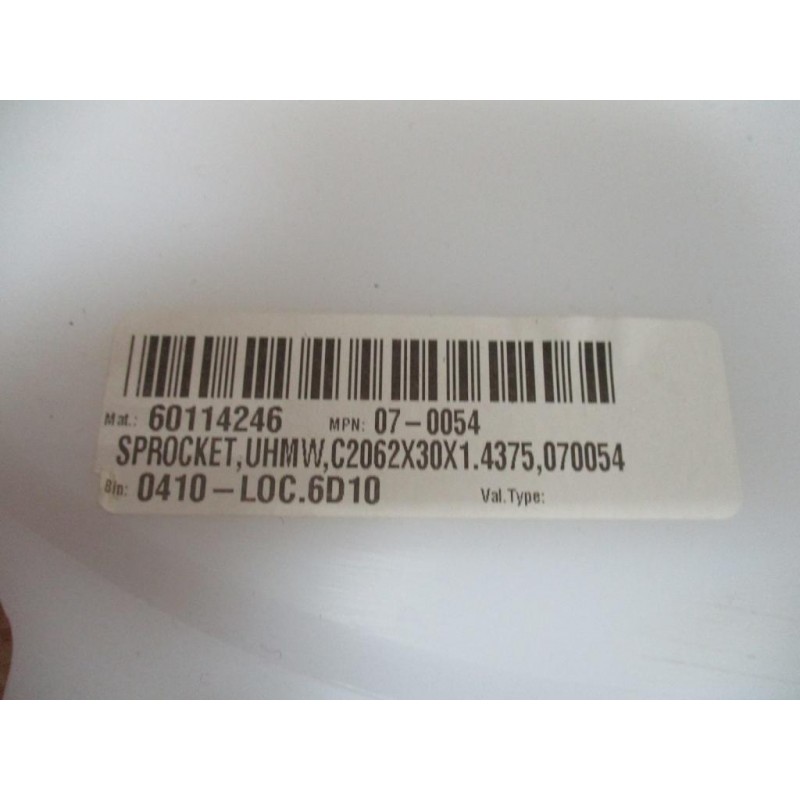 Mat.: 60114246 MPN: 07-0054
SPROCKET,UHMW,C2062X30X1.4375,070054
Bin: 0410-LOC.6D10 Val.Type: